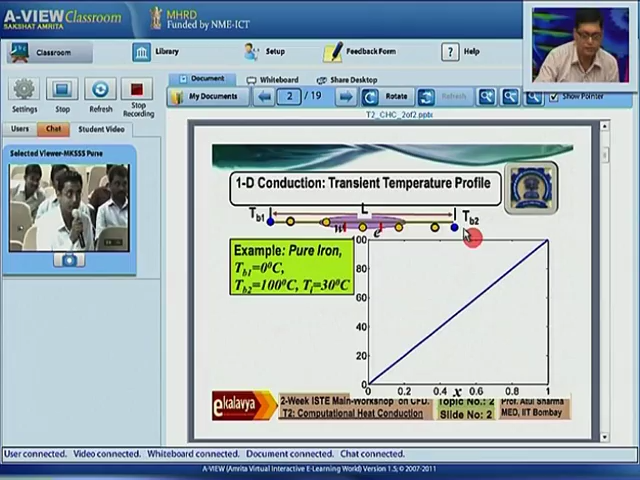 A-VIEW Classroom
SAKSHAT AMRITA
MHRD
Funded by NME-ICT
Classroom
Library
Setup
Feedback Form
? Help
Settings
Stop
Refresh
Stop Recording
Document
Whiteboard
Share Desktop
My Documents
2 / 19
Rotate
Refresh
Show Pointer
T2_CHC_2of2.pptx
Users
Chat
Student Video
Selected Viewer-MKSSS Pune
1-D Conduction: Transient Temperature Profile
L
Tb1
Tb2
w
e
Example: Pure Iron,
Tb1=0⁰C,
Tb2=100⁰C, Ti=30⁰C
100
80
60
40
20
0
0 0.2 0.4 x 0.6 0.8 1
ekalavya
2-Week ISTE Main-Workshop on CFD.
T2: Computational Heat Conduction
Topic No.: 2
Slide No.: 2
Prof. Atul Sharma
MED, IIT Bombay
User connected. Video connected. Whiteboard connected. Document connected. Chat connected.
A-VIEW (Amrita Virtual Interactive E-Learning World) Version 1.5; © 2007-2011